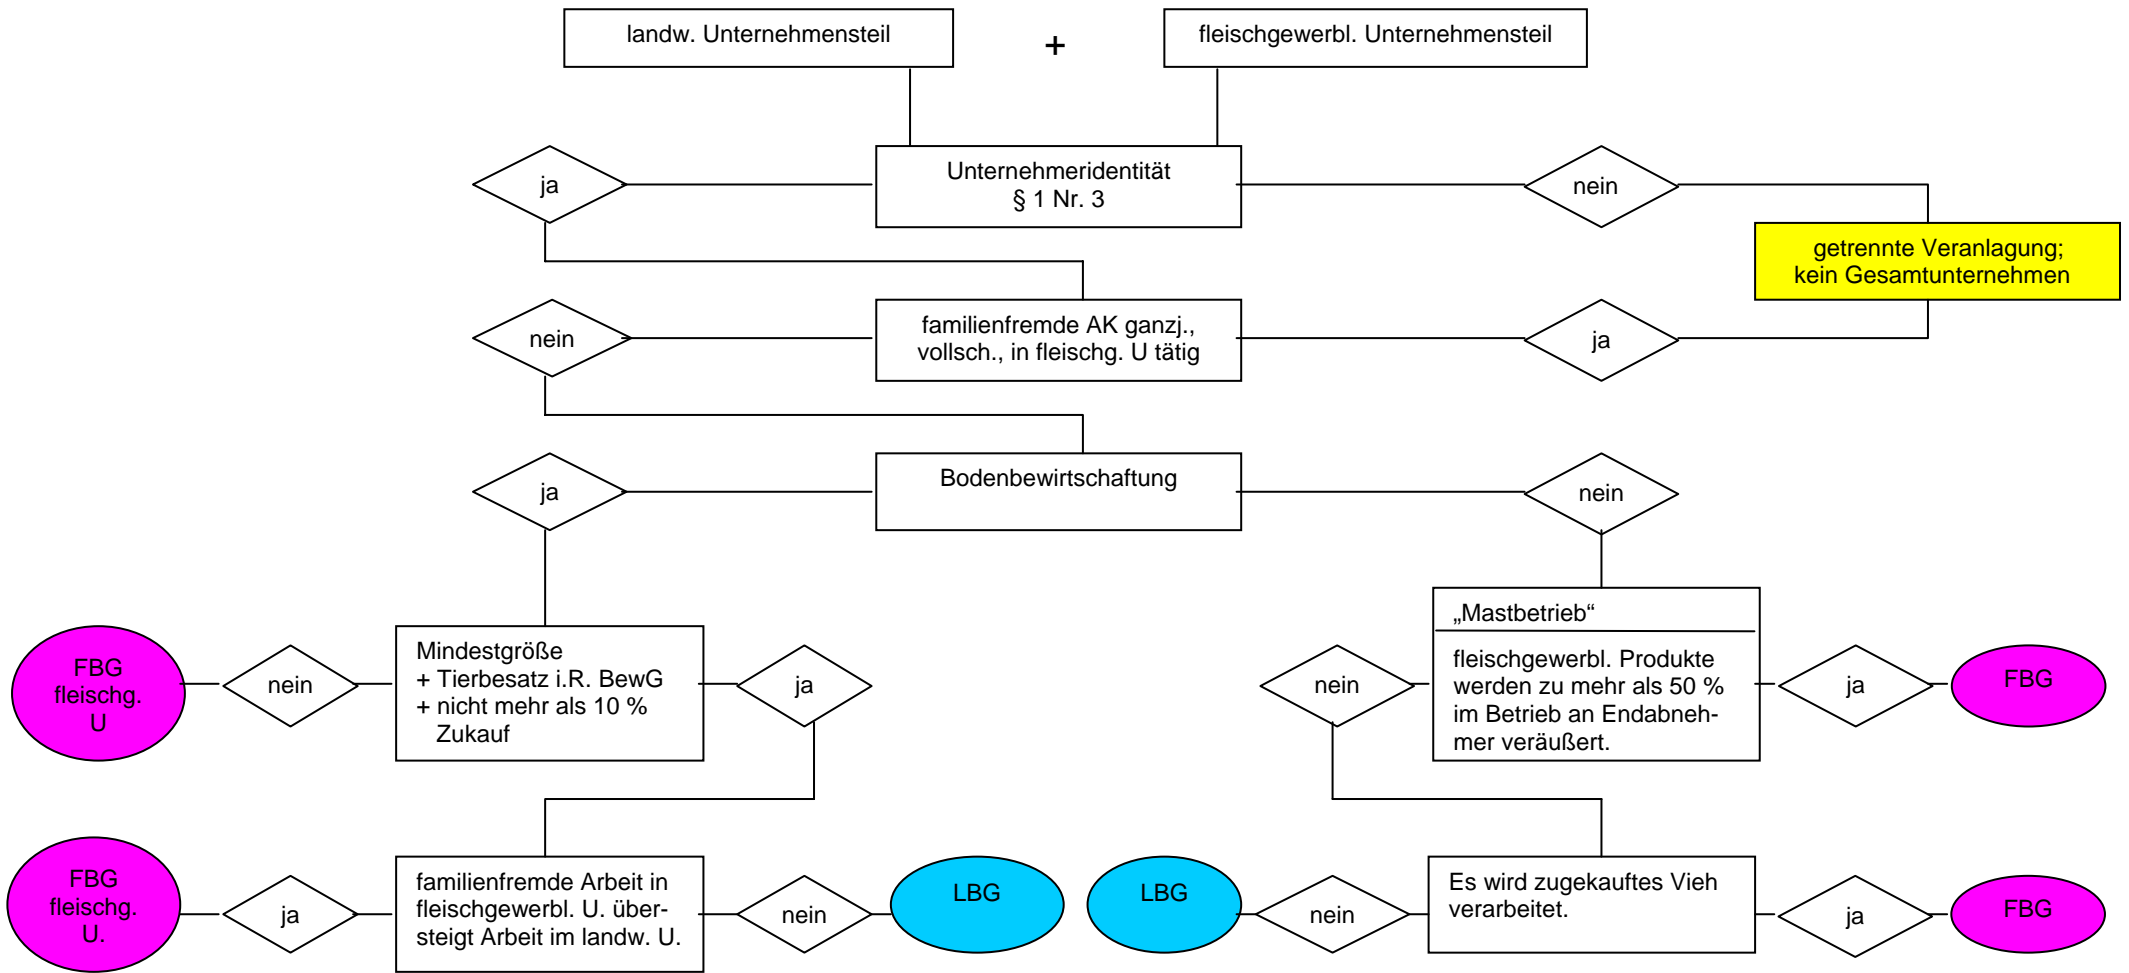 landw. Unternehmensteil
+
fleischgewerbl. Unternehmensteil
ja
Unternehmeridentität
§ 1 Nr. 3
nein
getrennte Veranlagung;
kein Gesamtunternehmen
nein
familienfremde AK ganzj.,
vollsch., in fleischg. U tätig
ja
ja
Bodenbewirtschaftung
nein
FBG
fleischg.
U
nein
Mindestgröße
+ Tierbesatz i.R. BewG
+ nicht mehr als 10 %
Zukauf
ja
nein
„Mastbetrieb“
fleischgewerbl. Produkte
werden zu mehr als 50 %
im Betrieb an Endabneh-
mer veräußert.
ja
FBG
FBG
fleischg.
U.
ja
familienfremde Arbeit in
fleischgewerbl. U. über-
steigt Arbeit im landw. U.
nein
LBG
LBG
nein
Es wird zugekauftes Vieh
verarbeitet.
ja
FBG